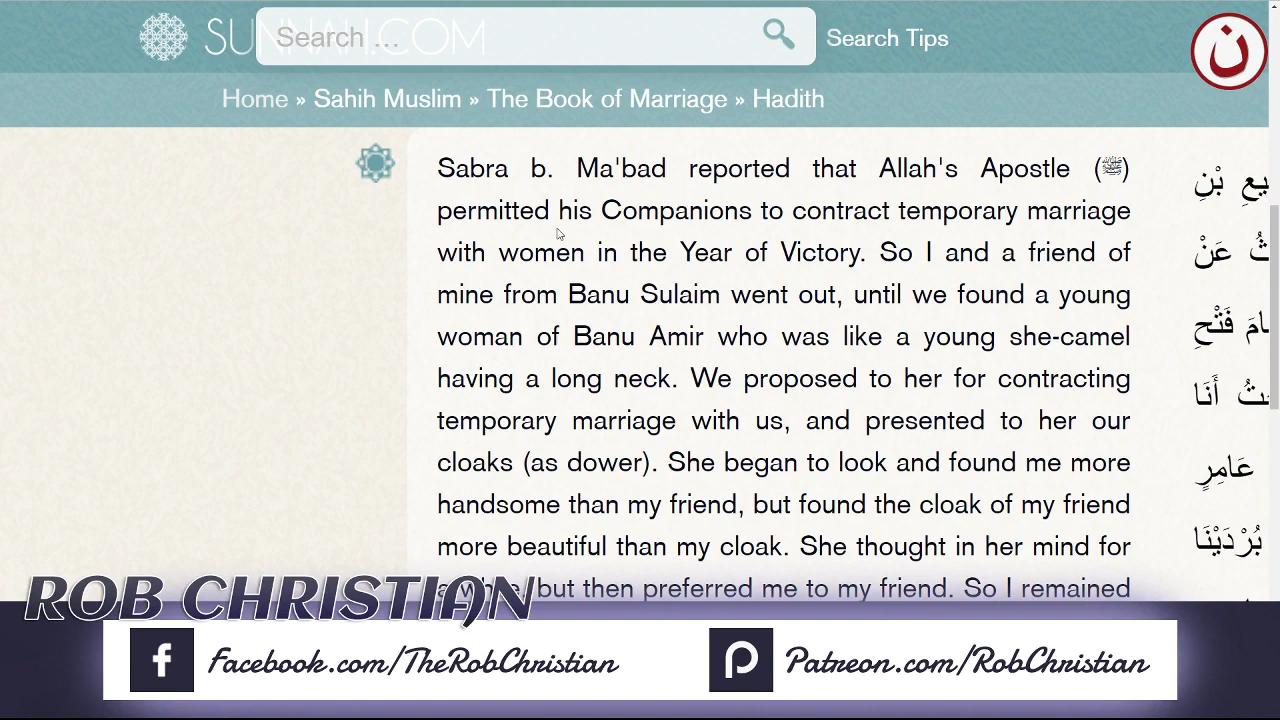 SUNNAH.COM
Search …
Search Tips
ن
Home » Sahih Muslim » The Book of Marriage » Hadith
Sabra b. Ma'bad reported that Allah's Apostle (ﷺ)
permitted his Companions to contract temporary marriage
with women in the Year of Victory. So I and a friend of
mine from Banu Sulaim went out, until we found a young
woman of Banu Amir who was like a young she-camel
having a long neck. We proposed to her for contracting
temporary marriage with us, and presented to her our
cloaks (as dower). She began to look and found me more
handsome than my friend, but found the cloak of my friend
more beautiful than my cloak. She thought in her mind for
a while, but then preferred me to my friend. So I remained
بْنِ
عَنْ
فَتْحِ
أَنَا
عَامِرٍ
بُرْدَيْنَا
ROB CHRISTIAN
Facebook.com/TheRobChristian
Patreon.com/RobChristian